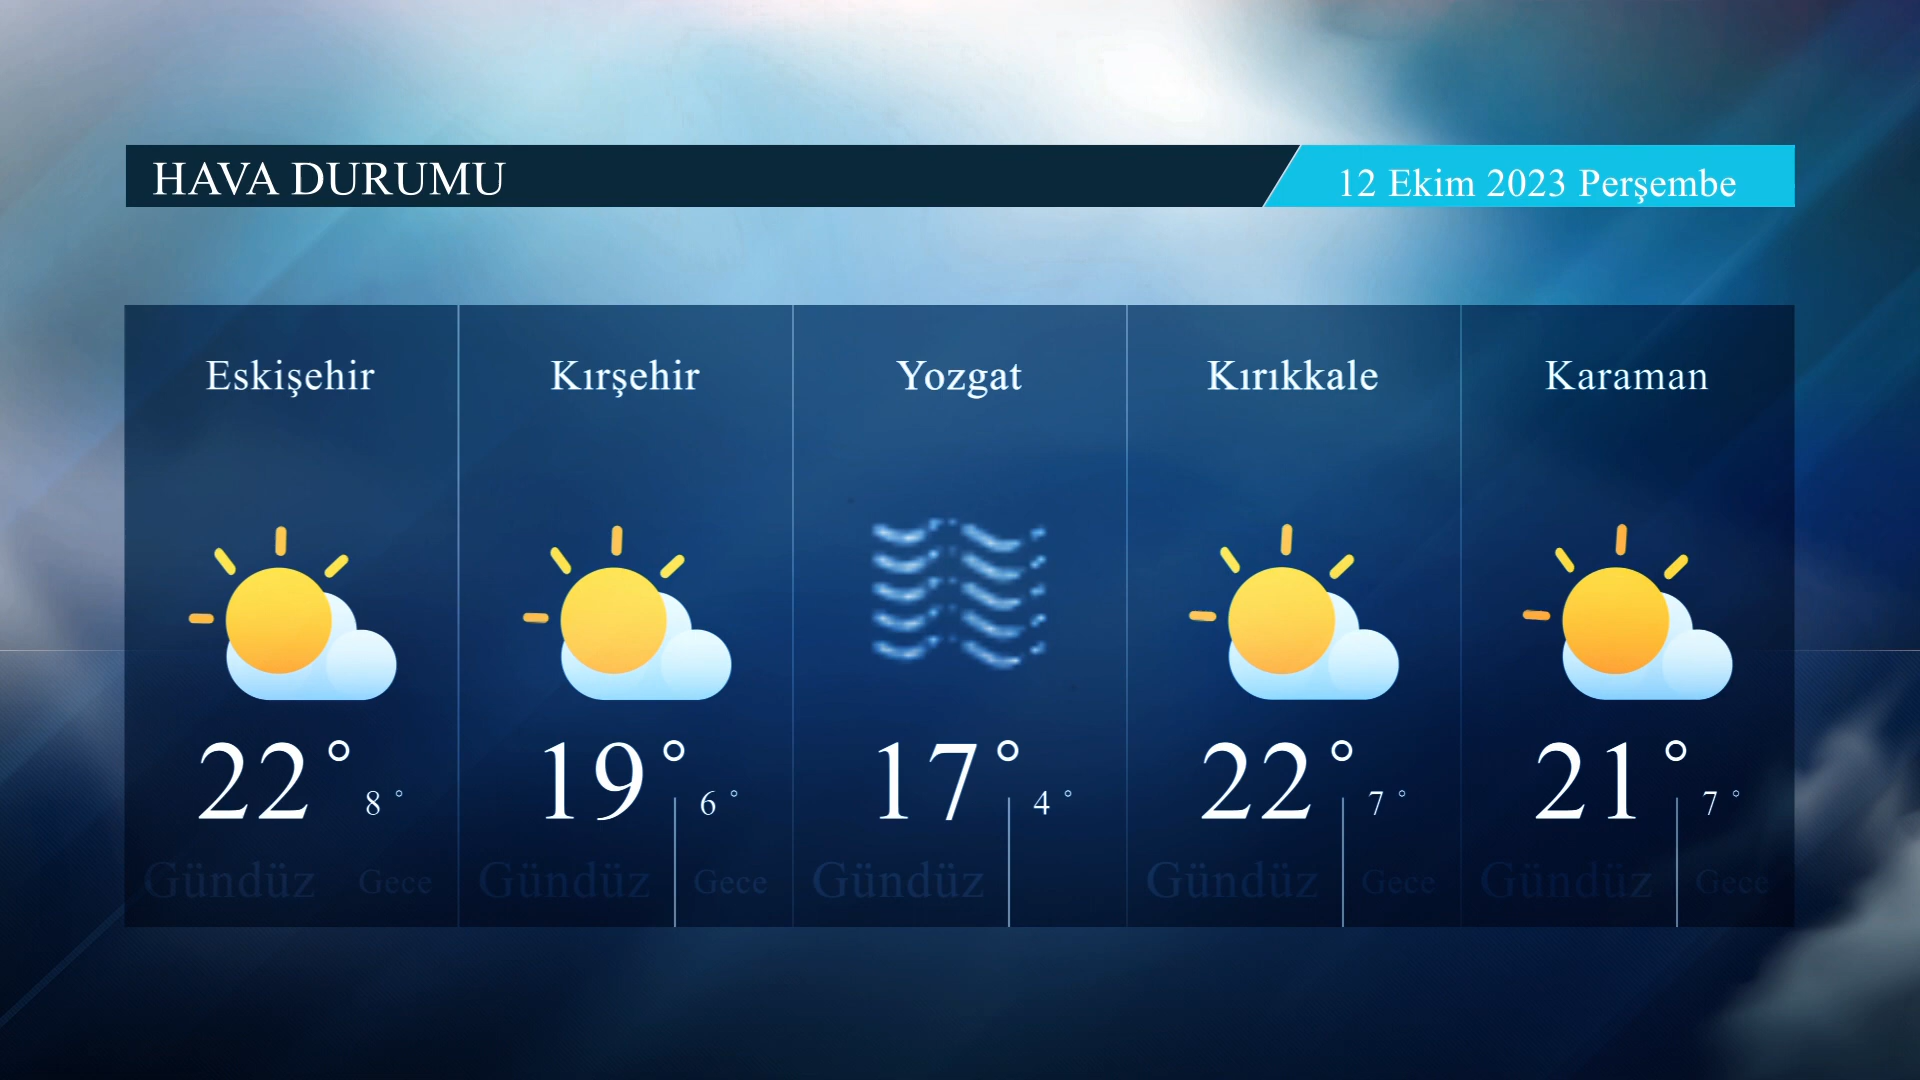 HAVA DURUMU
12 Ekim 2023 Perşembe
Eskişehir
22° 8°
Gündüz Gece
Kırşehir
19° 6°
Gündüz Gece
Yozgat
17° 4°
Gündüz
Kırıkkale
22° 7°
Gündüz Gece
Karaman
21° 7°
Gündüz Gece